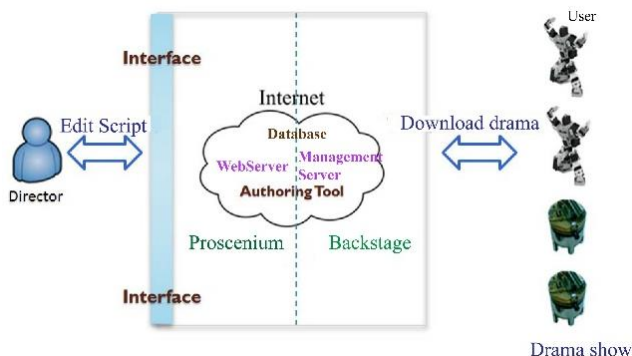 User
Interface
Internet
Edit Script
Download drama
Database
WebServer
Management
Server
Authoring Tool
Director
Proscenium
Backstage
Interface
Drama show